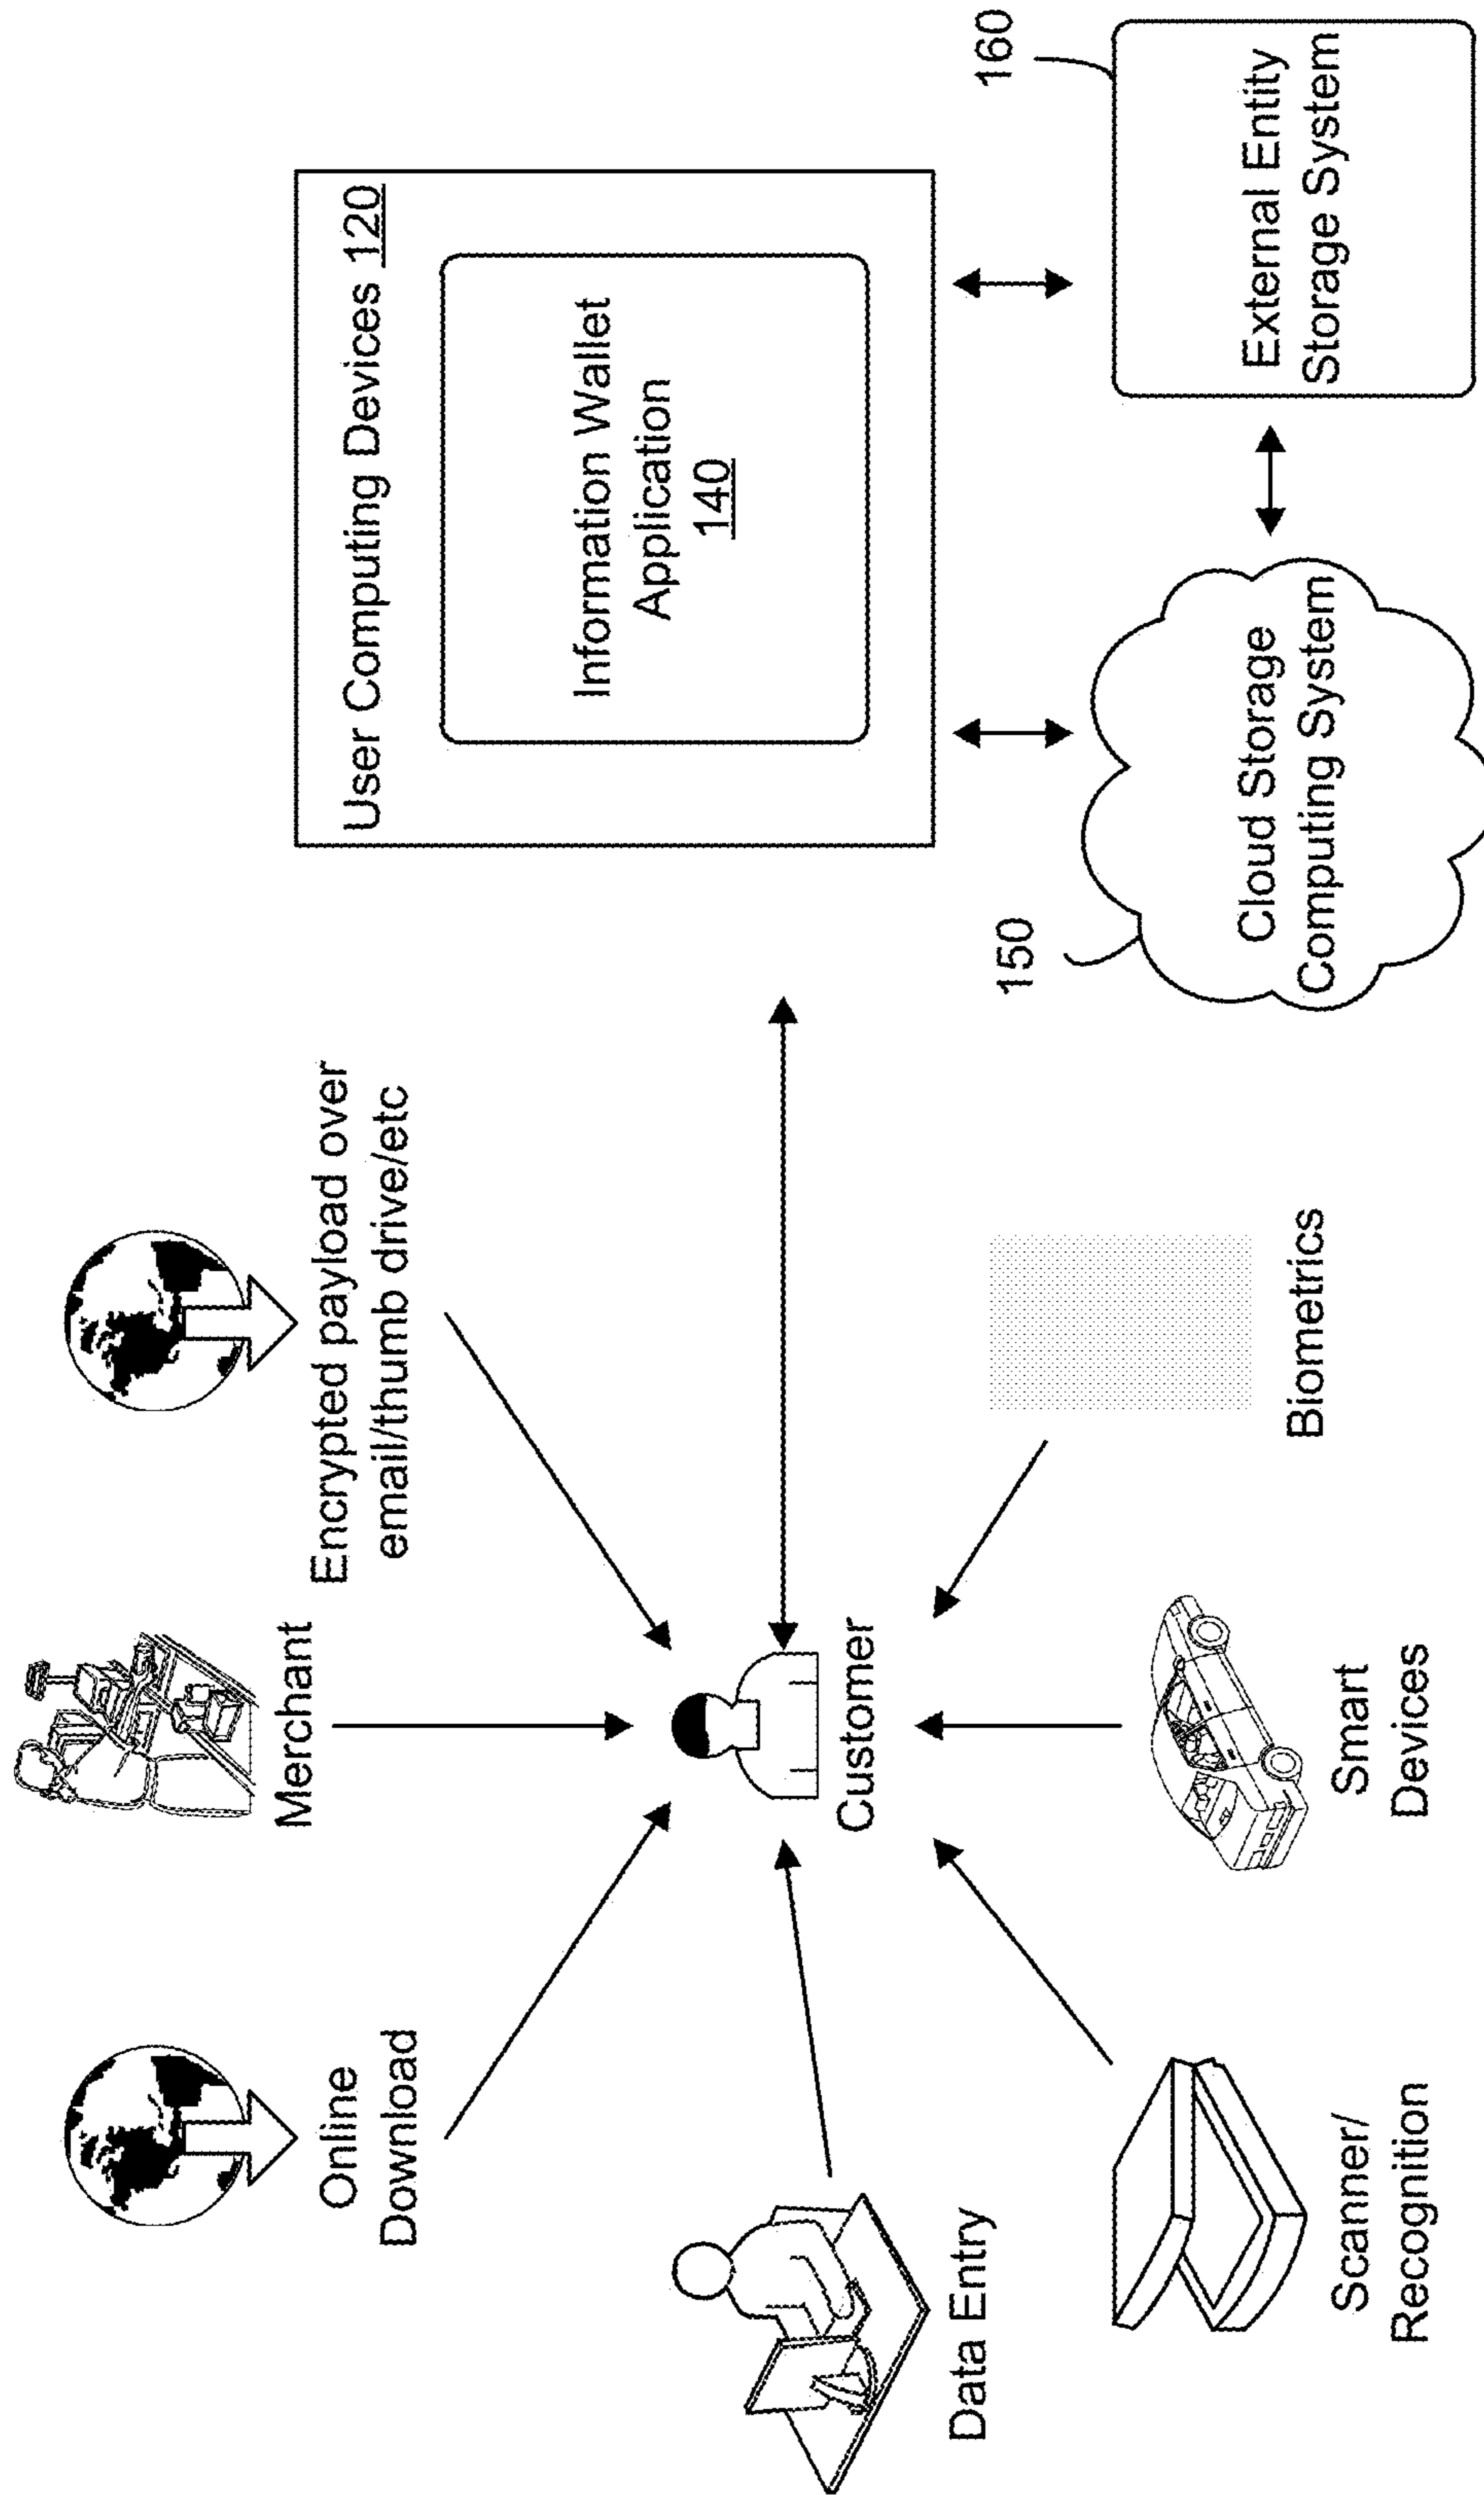 Online
Download
Merchant
Encrypted payload over
email/thumb drive/etc
User Computing Devices 120
Information Wallet
Application
140
Data Entry
Customer
150
160
Cloud Storage
Computing System
External Entity
Storage System
Scanner/
Recognition
Smart
Devices
Biometrics